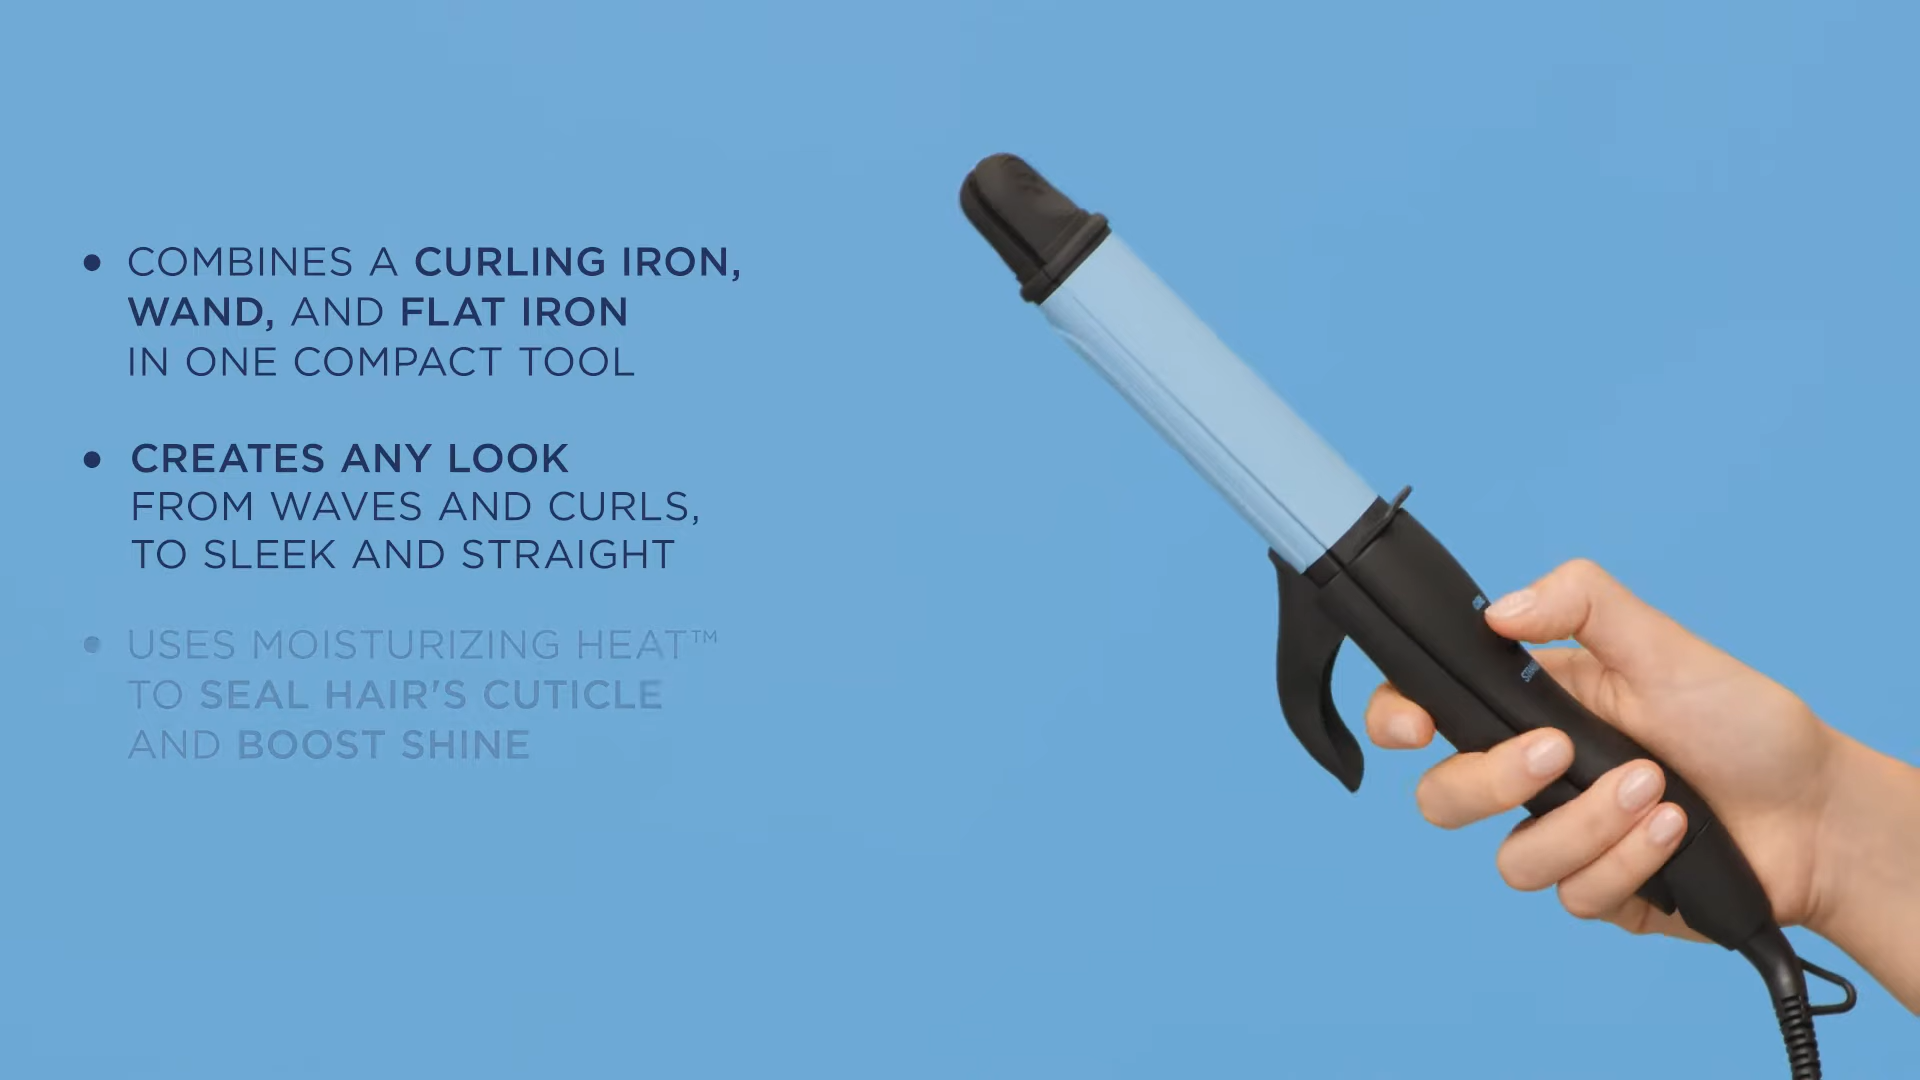 COMBINES A CURLING IRON,
WAND, AND FLAT IRON
IN ONE COMPACT TOOL
CREATES ANY LOOK
FROM WAVES AND CURLS,
TO SLEEK AND STRAIGHT
USES MOISTURIZING HEAT™
TO SEAL HAIR'S CUTICLE
AND BOOST SHINE